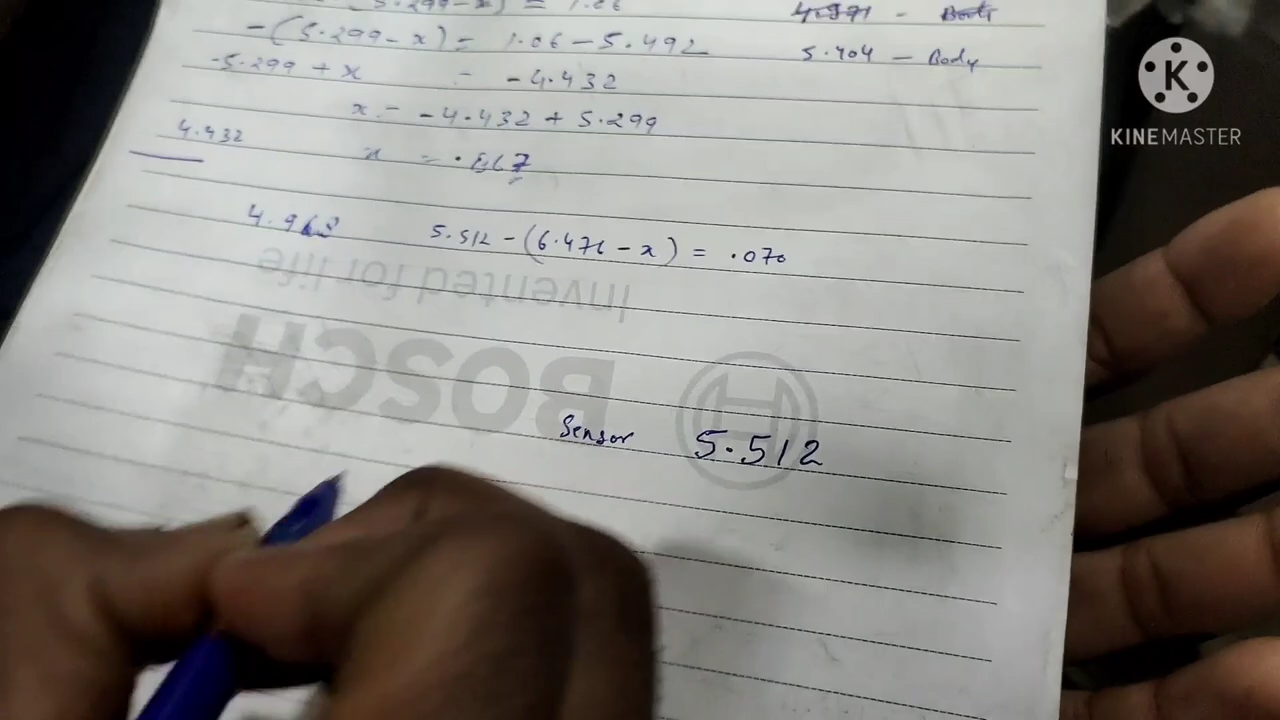 -(5.299-x) = 1.06-5.492
-5.299 + x = -4.432
x = -4.432 + 5.299
x = .867
5.404 - Body
4.432
4.968
5.512 - (6.476 - x) = .070
Invented for life
BOSCH
Sensor 5.512
K
KINEMASTER